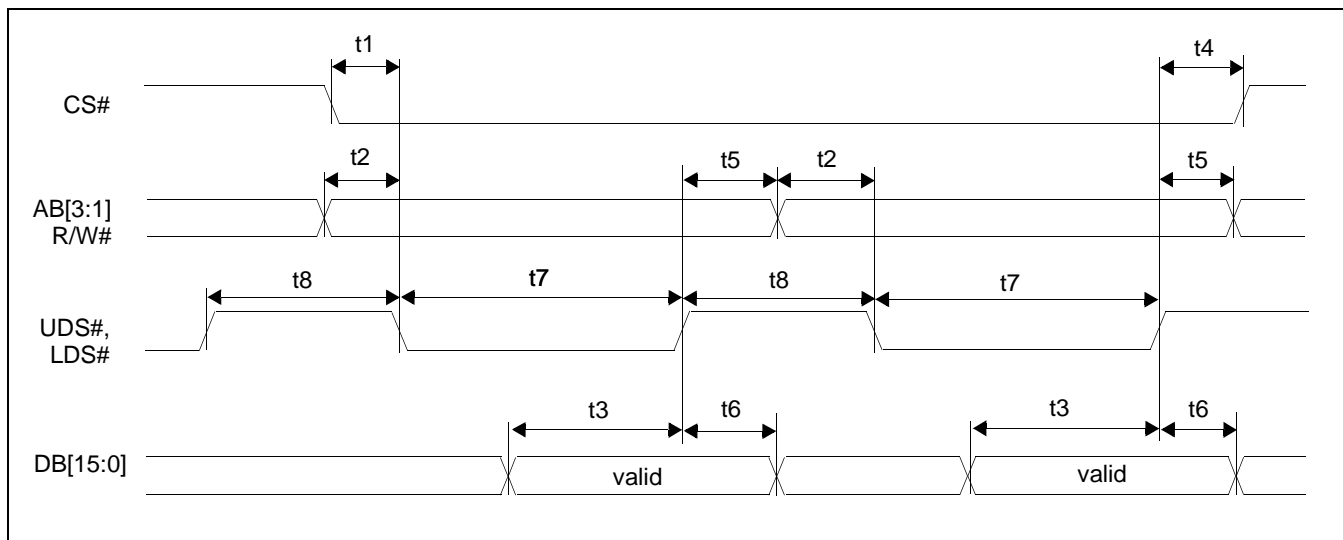 t1
t4
CS#
t2
t5
t2
t5
AB[3:1]
R/W#
t8
t7
t8
t7
UDS#,
LDS#
t3
t6
t3
t6
DB[15:0]
valid
valid